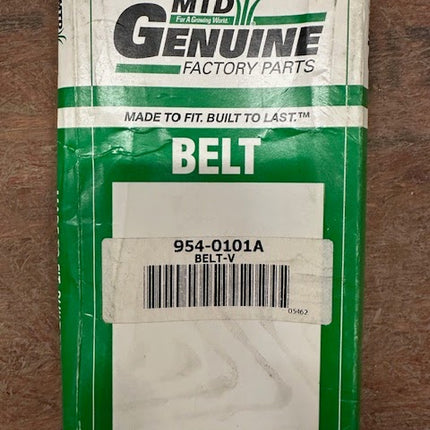 MTD
For A Growing World.
GENUINE
FACTORY PARTS
MADE TO FIT. BUILT TO LAST.™
BELT
954-0101A
BELT-V
05462